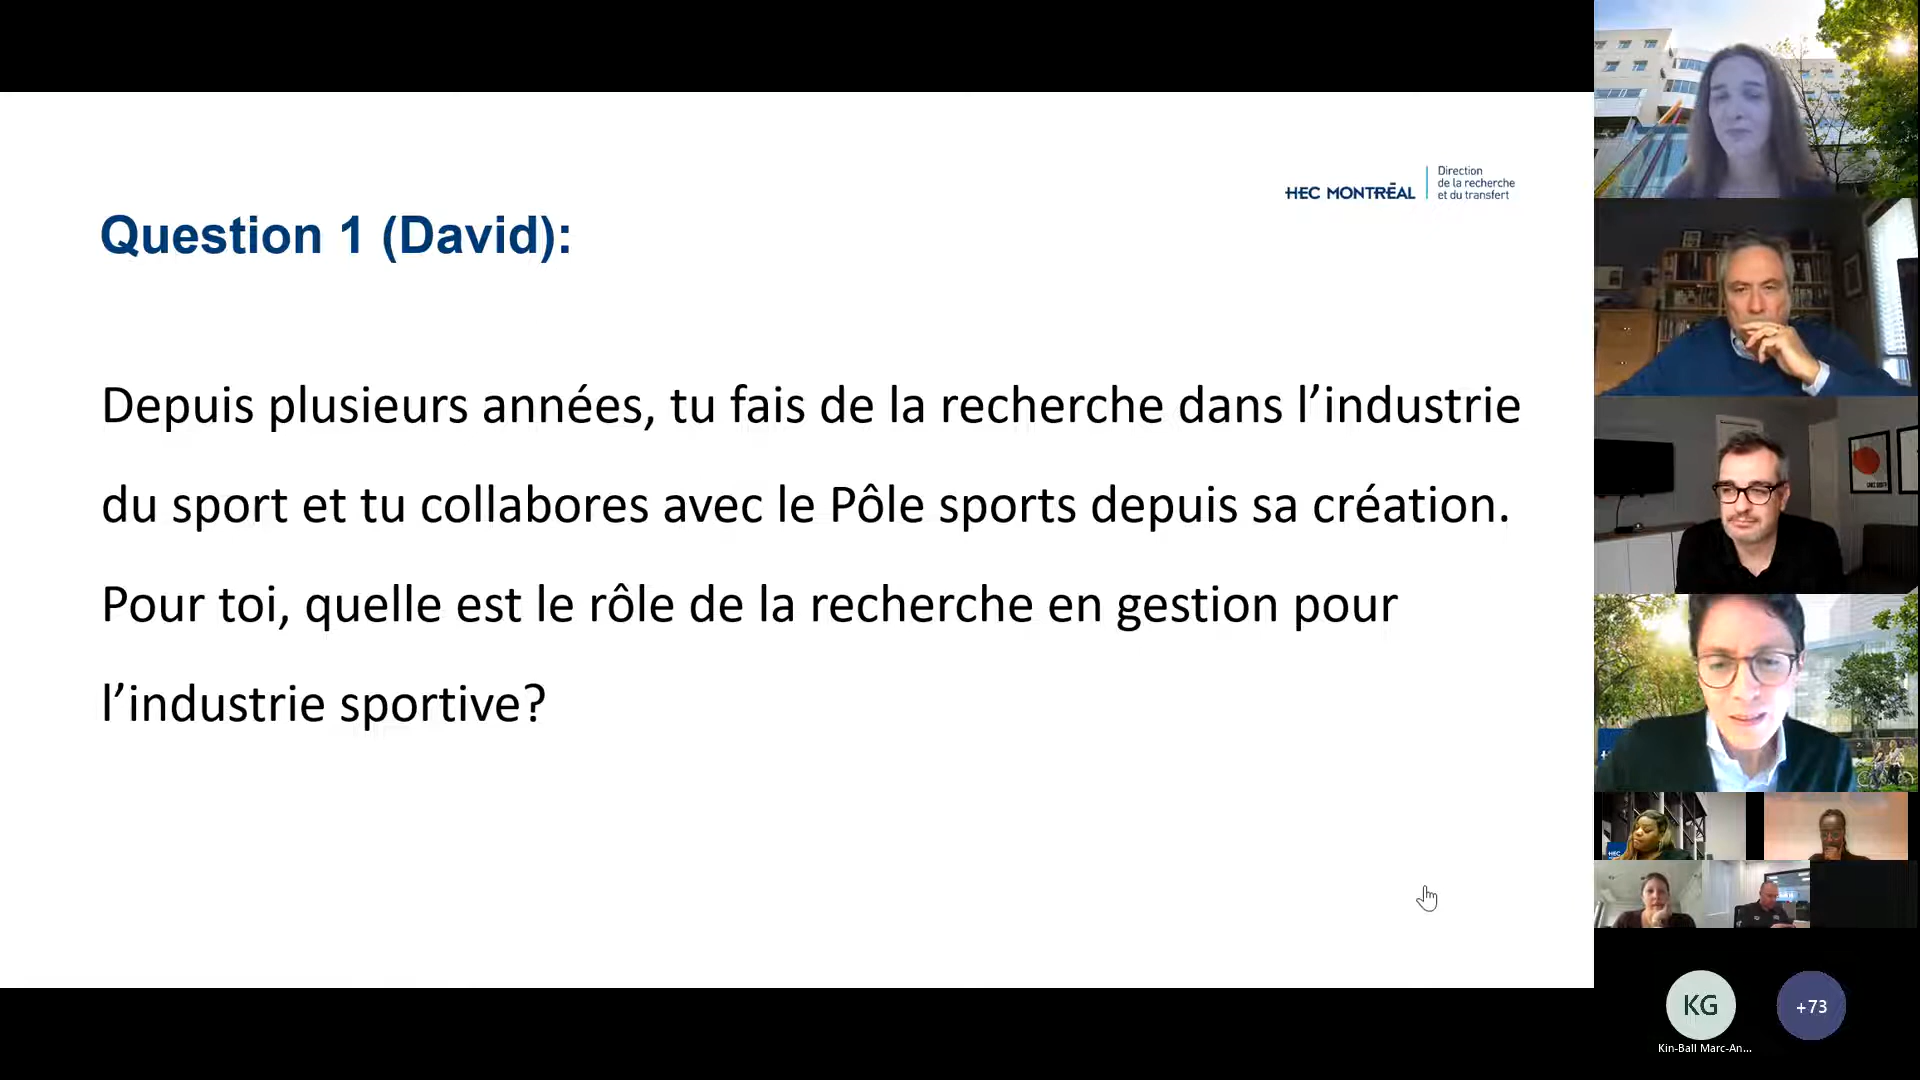 HEC MONTRÉAL
Direction
de la recherche
et du transfert
Question 1 (David):
Depuis plusieurs années, tu fais de la recherche dans l’industrie
du sport et tu collabores avec le Pôle sports depuis sa création.
Pour toi, quelle est le rôle de la recherche en gestion pour
l’industrie sportive?
HEC
KG
+73
Kin-Ball Marc-An...